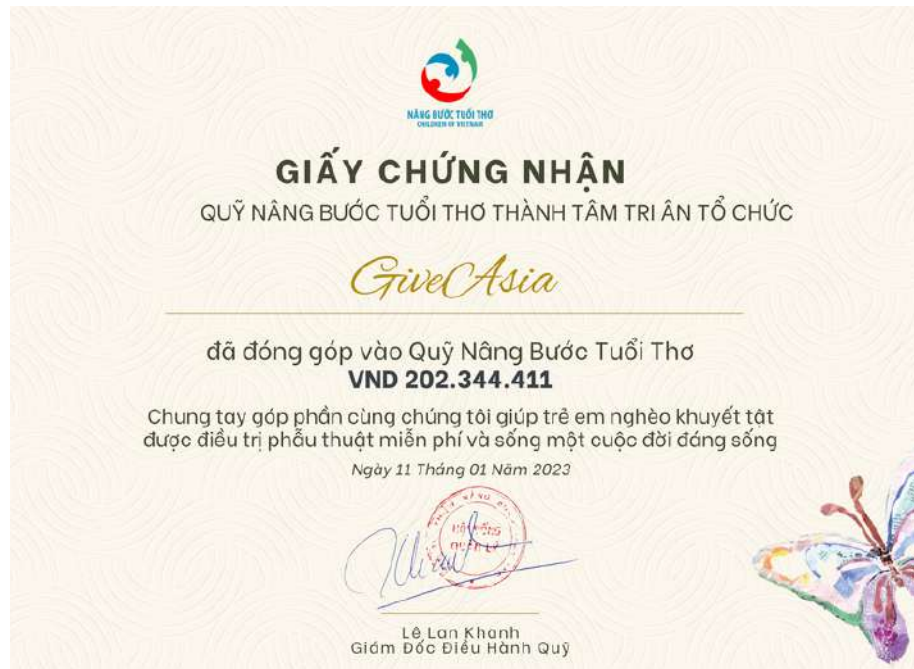 NÂNG BƯỚC TUỔI THƠ
CHILDREN OF VIETNAM
GIẤY CHỨNG NHẬN
QUỸ NÂNG BƯỚC TUỔI THƠ THÀNH TÂM TRI ÂN TỔ CHỨC
GiveAsia
đã đóng góp vào Quỹ Nâng Bước Tuổi Thơ
VND 202.344.411
Chung tay góp phần cùng chúng tôi giúp trẻ em nghèo khuyết tật
được điều trị phẫu thuật miễn phí và sống một cuộc đời đáng sống
Ngày 11 Tháng 01 Năm 2023
HỘI ĐỒNG
QUẢN LÝ
Lê Lan Khanh
Giám Đốc Điều Hành Quỹ